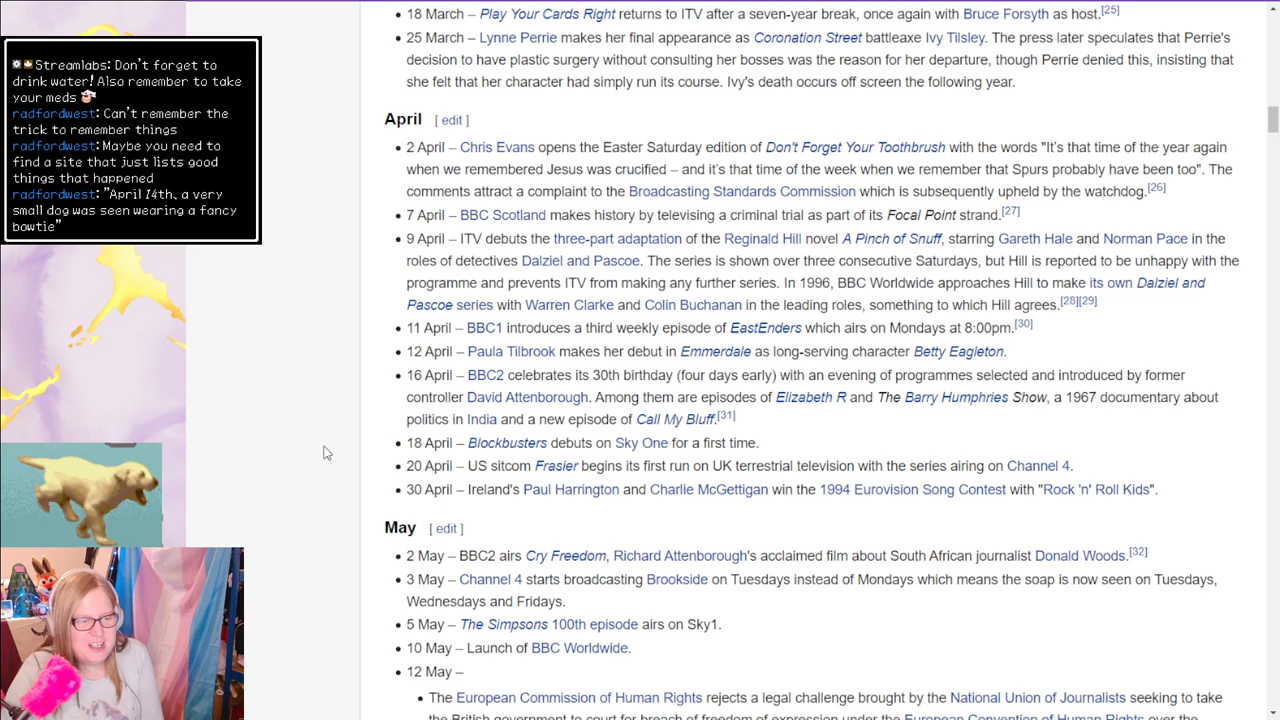 Streamlabs: Don't forget to
drink water! Also remember to take
your meds
radfordwest: Can't remember the
trick to remember things
radfordwest: Maybe you need to
find a site that just lists good
things that happened
radfordwest: "April 14th, a very
small dog was seen wearing a fancy
bowtie"
• 18 March – Play Your Cards Right returns to ITV after a seven-year break, once again with Bruce Forsyth as host.[25]
• 25 March – Lynne Perrie makes her final appearance as Coronation Street battleaxe Ivy Tilsley. The press later speculates that Perrie's
decision to have plastic surgery without consulting her bosses was the reason for her departure, though Perrie denied this, insisting that
she felt that her character had simply run its course. Ivy's death occurs off screen the following year.
April [ edit ]
• 2 April – Chris Evans opens the Easter Saturday edition of Don't Forget Your Toothbrush with the words "It's that time of the year again
when we remembered Jesus was crucified – and it's that time of the week when we remember that Spurs probably have been too". The
comments attract a complaint to the Broadcasting Standards Commission which is subsequently upheld by the watchdog.[26]
• 7 April – BBC Scotland makes history by televising a criminal trial as part of its Focal Point strand.[27]
• 9 April – ITV debuts the three-part adaptation of the Reginald Hill novel A Pinch of Snuff, starring Gareth Hale and Norman Pace in the
roles of detectives Dalziel and Pascoe. The series is shown over three consecutive Saturdays, but Hill is reported to be unhappy with the
programme and prevents ITV from making any further series. In 1996, BBC Worldwide approaches Hill to make its own Dalziel and
Pascoe series with Warren Clarke and Colin Buchanan in the leading roles, something to which Hill agrees.[28][29]
• 11 April – BBC1 introduces a third weekly episode of EastEnders which airs on Mondays at 8:00pm.[30]
• 12 April – Paula Tilbrook makes her debut in Emmerdale as long-serving character Betty Eagleton.
• 16 April – BBC2 celebrates its 30th birthday (four days early) with an evening of programmes selected and introduced by former
controller David Attenborough. Among them are episodes of Elizabeth R and The Barry Humphries Show, a 1967 documentary about
politics in India and a new episode of Call My Bluff.[31]
• 18 April – Blockbusters debuts on Sky One for a first time.
• 20 April – US sitcom Frasier begins its first run on UK terrestrial television with the series airing on Channel 4.
• 30 April – Ireland's Paul Harrington and Charlie McGettigan win the 1994 Eurovision Song Contest with "Rock 'n' Roll Kids".
May [ edit ]
• 2 May – BBC2 airs Cry Freedom, Richard Attenborough's acclaimed film about South African journalist Donald Woods.[32]
• 3 May – Channel 4 starts broadcasting Brookside on Tuesdays instead of Mondays which means the soap is now seen on Tuesdays,
Wednesdays and Fridays.
• 5 May – The Simpsons 100th episode airs on Sky1.
• 10 May – Launch of BBC Worldwide.
• 12 May –
• The European Commission of Human Rights rejects a legal challenge brought by the National Union of Journalists seeking to take
the British government to court for breach of freedom of expression under the European Convention of Human Rights over the